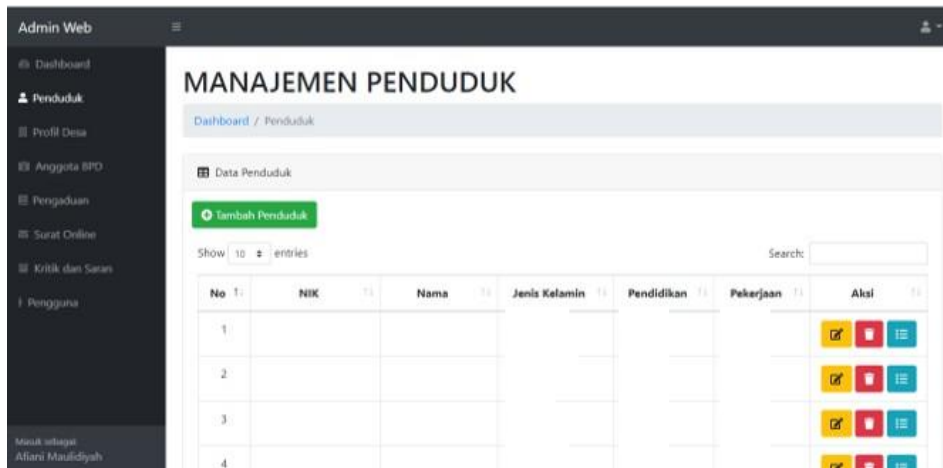 Admin Web
Dashboard
Penduduk
Profil Desa
Anggota BPD
Pengaduan
Surat Online
Kritik dan Saran
Pengguna
Masuk sebagai:
Afiani Maulidiyah
MANAJEMEN PENDUDUK
Dashboard / Penduduk
Data Penduduk
Tambah Penduduk
Show 10 entries
Search:
No NIK Nama Jenis Kelamin Pendidikan Pekerjaan Aksi
1
2
3
4